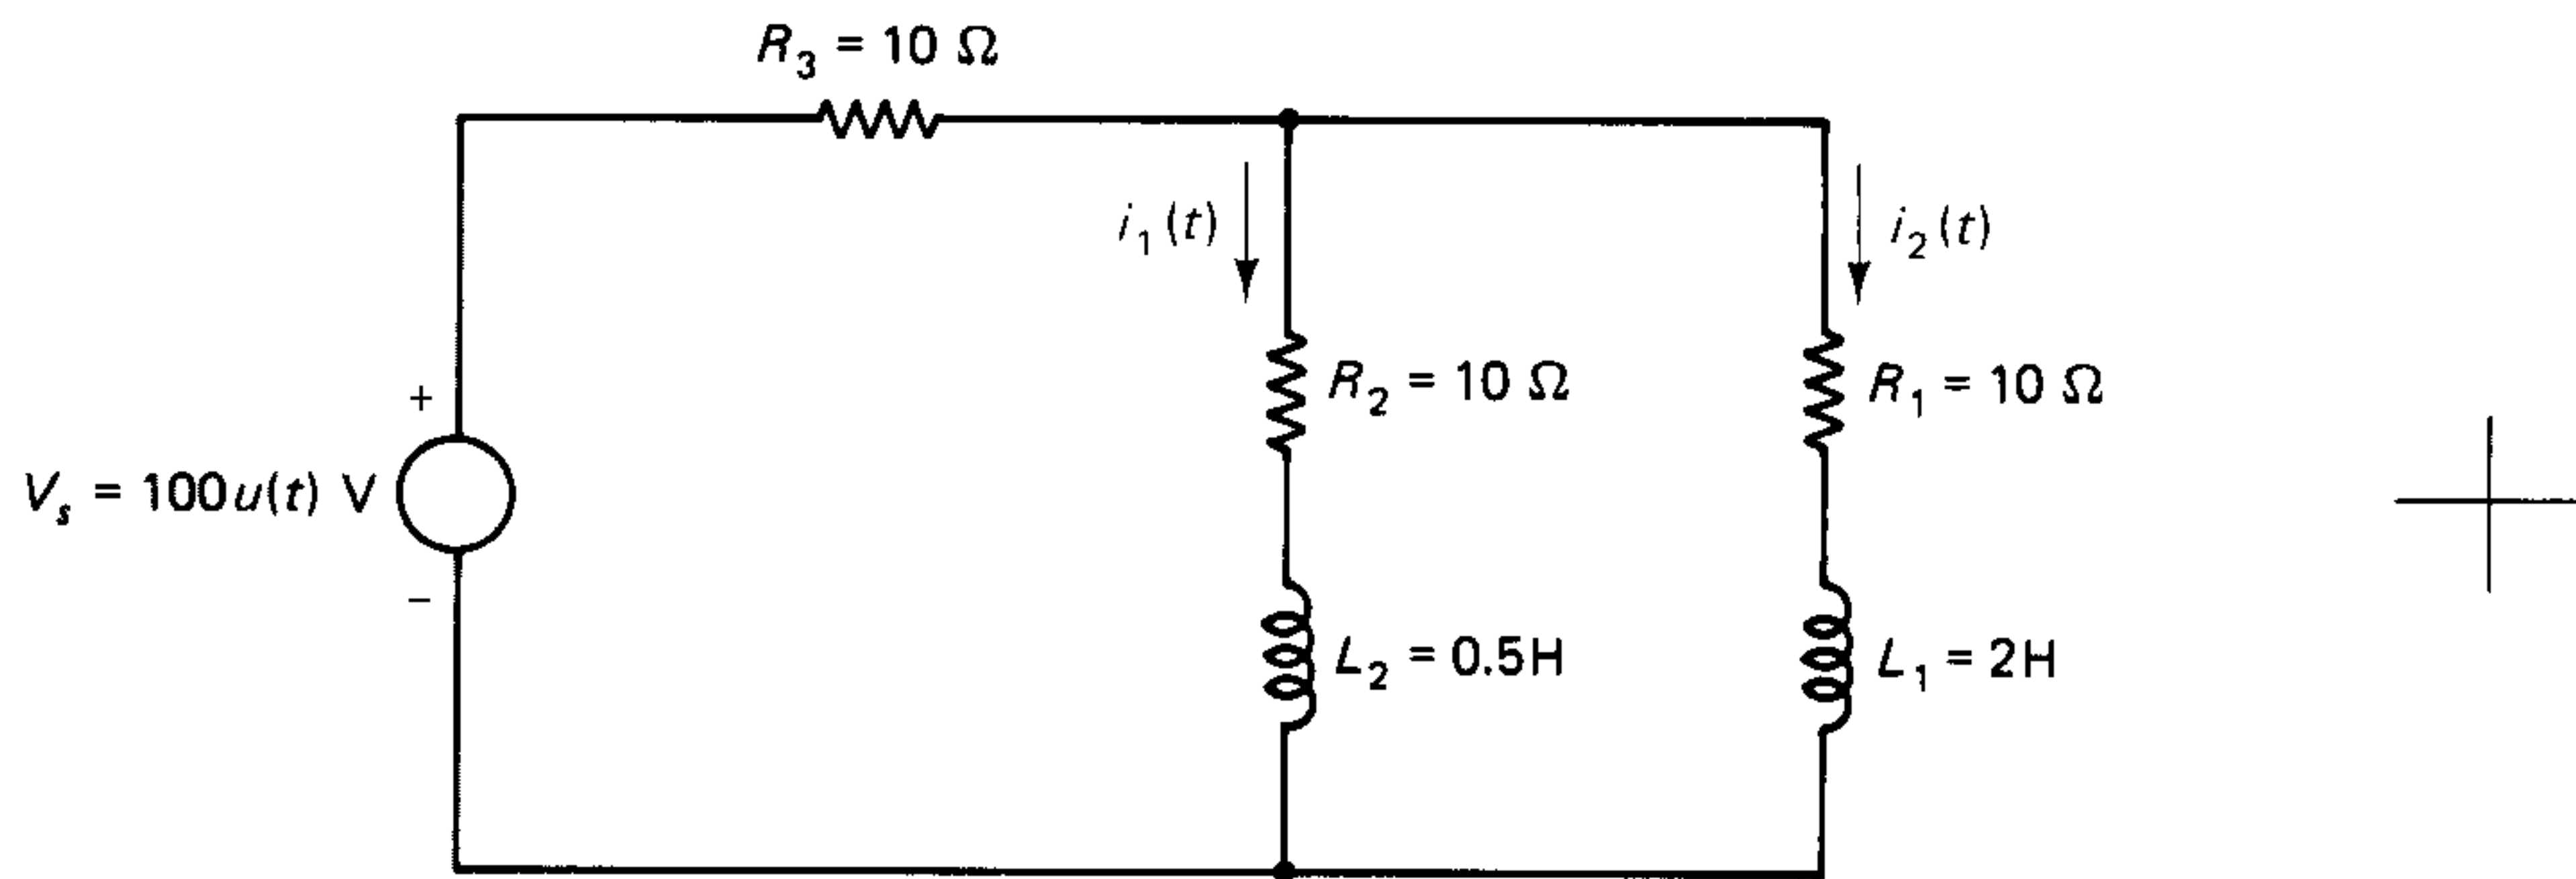 R₃ = 10 Ω
i₁(t)
i₂(t)
R₂ = 10 Ω
R₁ = 10 Ω
+
Vₛ = 100u(t) V
−
L₂ = 0.5H
L₁ = 2H